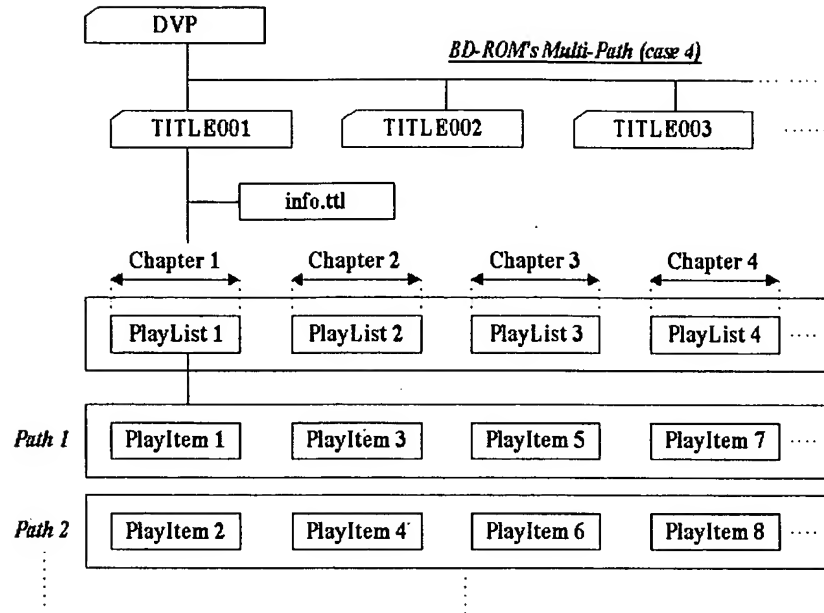 DVP
BD-ROM's Multi-Path (case 4)
TITLE001 TITLE002 TITLE003
info.ttl
Chapter 1 Chapter 2 Chapter 3 Chapter 4
PlayList 1 PlayList 2 PlayList 3 PlayList 4
Path 1 PlayItem 1 PlayItem 3 PlayItem 5 PlayItem 7
Path 2 PlayItem 2 PlayItem 4 PlayItem 6 PlayItem 8